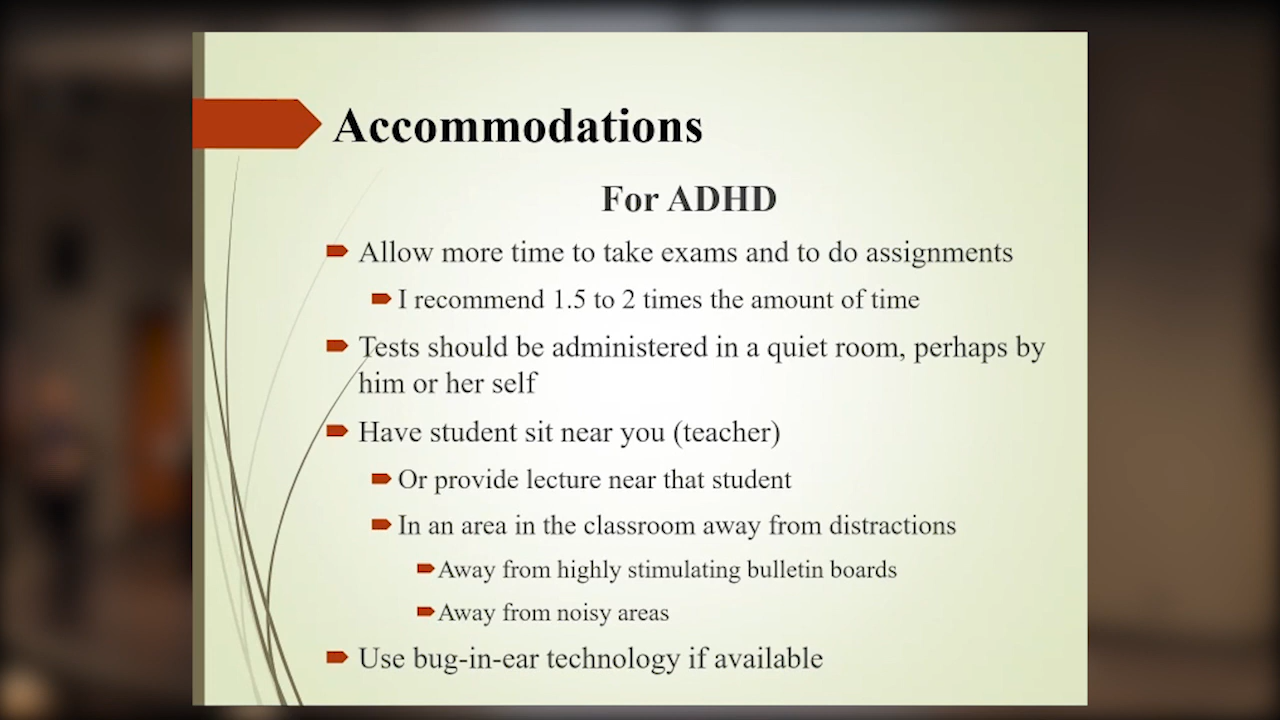 Accommodations
For ADHD
Allow more time to take exams and to do assignments
I recommend 1.5 to 2 times the amount of time
Tests should be administered in a quiet room, perhaps by
him or her self
Have student sit near you (teacher)
Or provide lecture near that student
In an area in the classroom away from distractions
Away from highly stimulating bulletin boards
Away from noisy areas
Use bug-in-ear technology if available